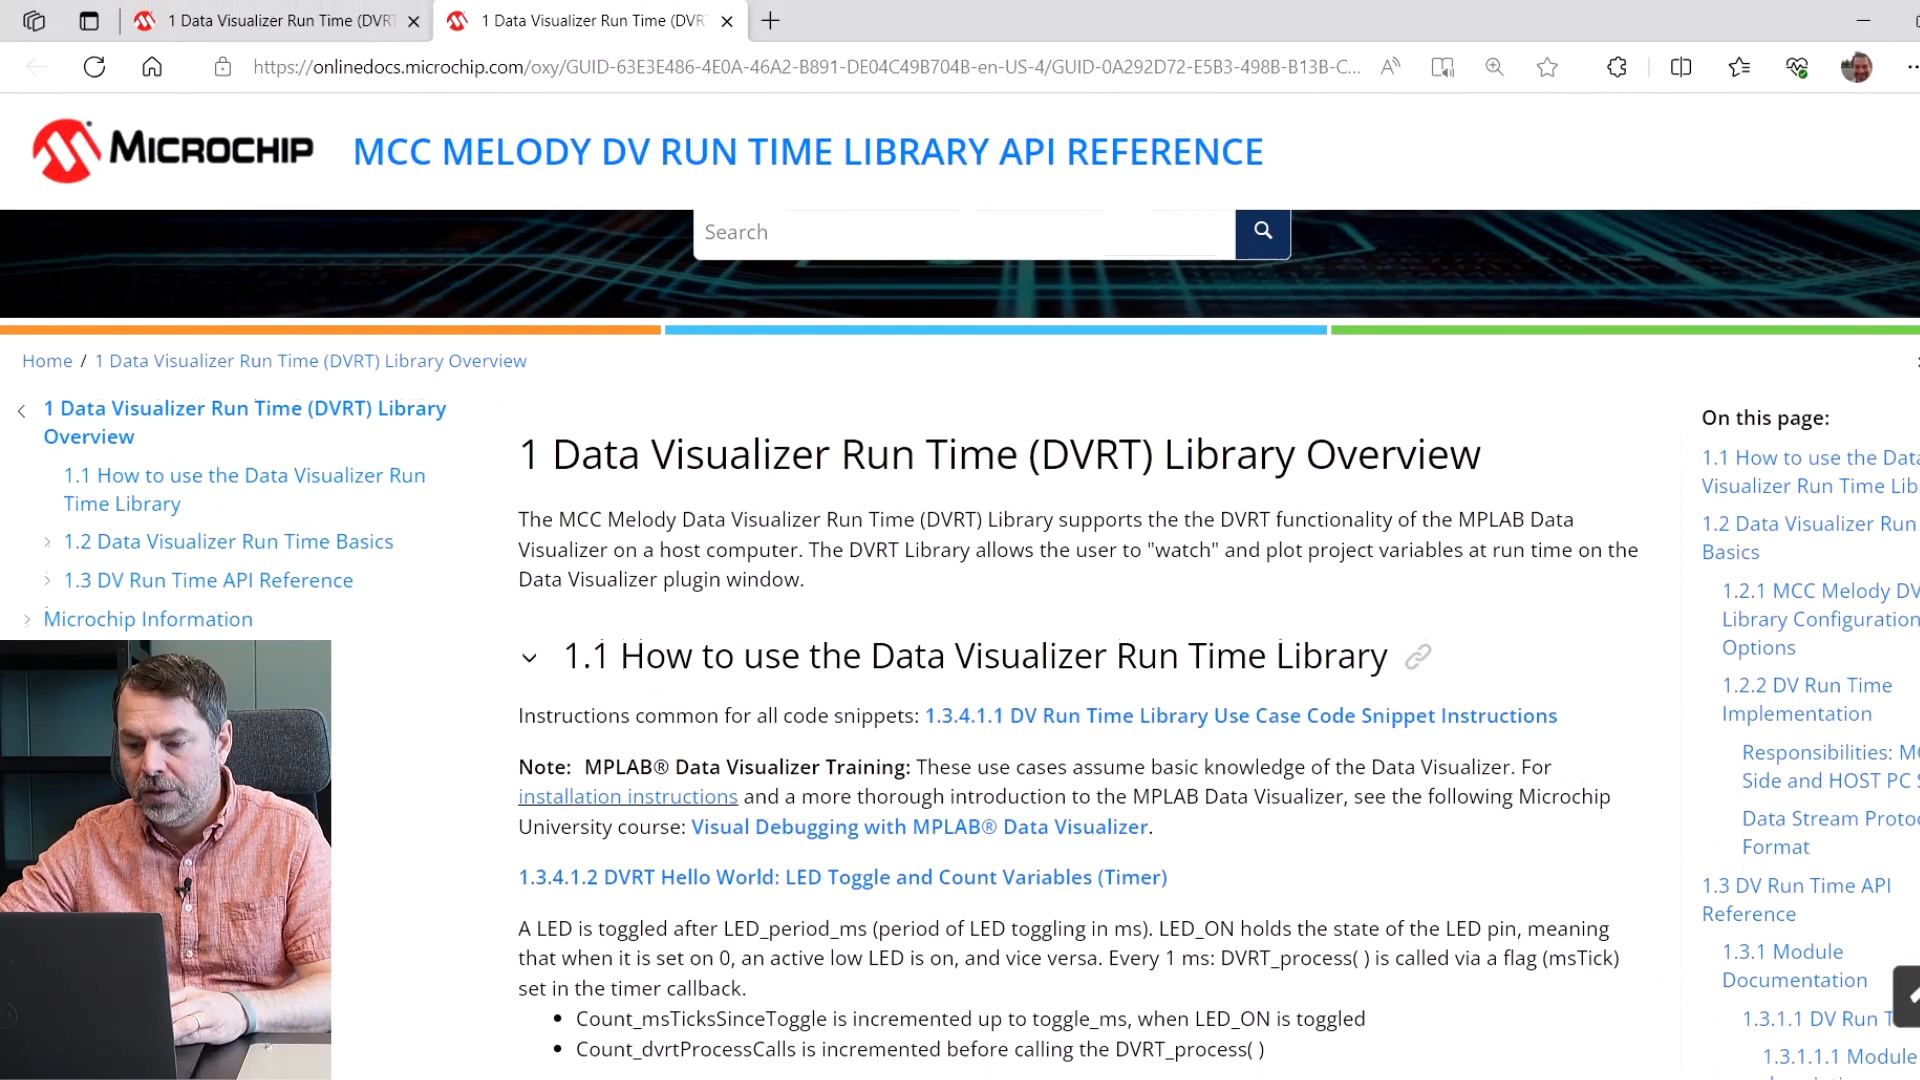 1 Data Visualizer Run Time (DVRT
1 Data Visualizer Run Time (DVR
https://onlinedocs.microchip.com/oxy/GUID-63E3E486-4E0A-46A2-B891-DE04C49B704B-en-US-4/GUID-0A292D72-E5B3-498B-B13B-C...
MICROCHIP
MCC MELODY DV RUN TIME LIBRARY API REFERENCE
Search
Home / 1 Data Visualizer Run Time (DVRT) Library Overview
1 Data Visualizer Run Time (DVRT) Library
Overview
1.1 How to use the Data Visualizer Run
Time Library
1.2 Data Visualizer Run Time Basics
1.3 DV Run Time API Reference
Microchip Information
1 Data Visualizer Run Time (DVRT) Library Overview
The MCC Melody Data Visualizer Run Time (DVRT) Library supports the the DVRT functionality of the MPLAB Data
Visualizer on a host computer. The DVRT Library allows the user to "watch" and plot project variables at run time on the
Data Visualizer plugin window.
1.1 How to use the Data Visualizer Run Time Library
Instructions common for all code snippets: 1.3.4.1.1 DV Run Time Library Use Case Code Snippet Instructions
Note: MPLAB® Data Visualizer Training: These use cases assume basic knowledge of the Data Visualizer. For
installation instructions and a more thorough introduction to the MPLAB Data Visualizer, see the following Microchip
University course: Visual Debugging with MPLAB® Data Visualizer.
1.3.4.1.2 DVRT Hello World: LED Toggle and Count Variables (Timer)
A LED is toggled after LED_period_ms (period of LED toggling in ms). LED_ON holds the state of the LED pin, meaning
that when it is set on 0, an active low LED is on, and vice versa. Every 1 ms: DVRT_process( ) is called via a flag (msTick)
set in the timer callback.
• Count_msTicksSinceToggle is incremented up to toggle_ms, when LED_ON is toggled
• Count_dvrtProcessCalls is incremented before calling the DVRT_process( )
On this page:
1.1 How to use the Data
Visualizer Run Time Lib
1.2 Data Visualizer Run
Basics
1.2.1 MCC Melody DV
Library Configuration
Options
1.2.2 DV Run Time
Implementation
Responsibilities: M
Side and HOST PC S
Data Stream Protoc
Format
1.3 DV Run Time API
Reference
1.3.1 Module
Documentation
1.3.1.1 DV Run T
1.3.1.1.1 Module